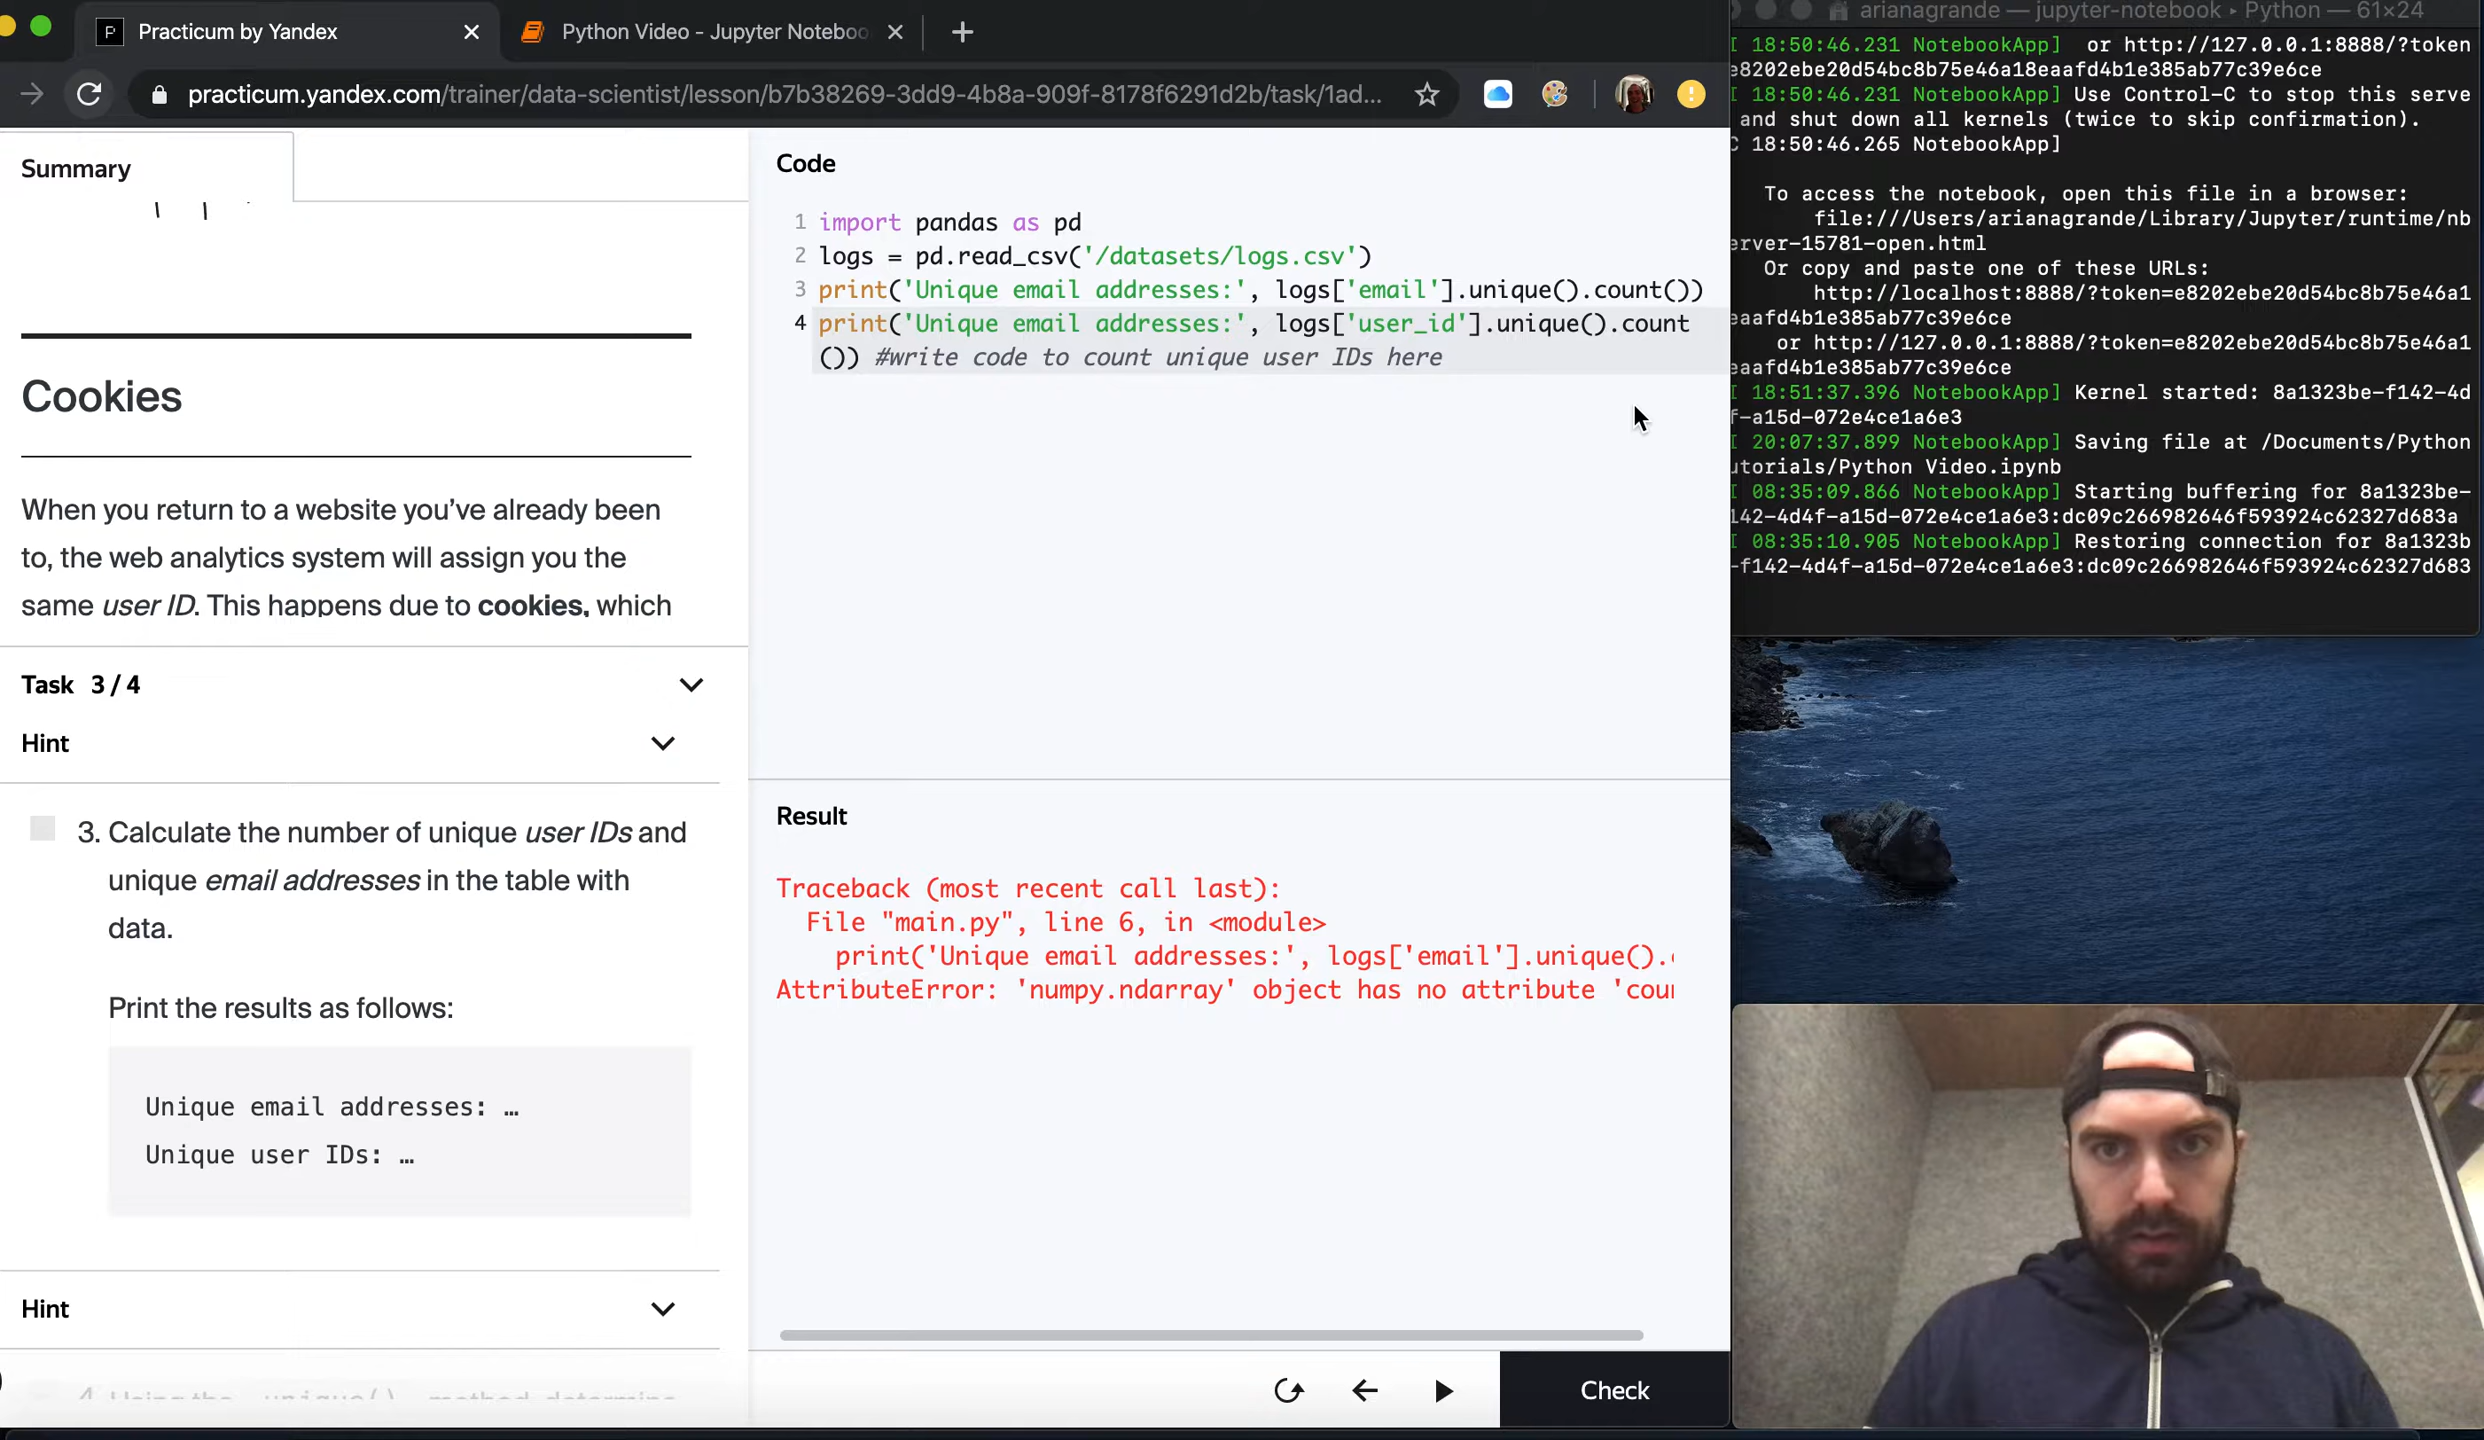 Practicum by Yandex
Python Video - Jupyter Noteboo
practicum.yandex.com/trainer/data-scientist/lesson/b7b38269-3dd9-4b8a-909f-8178f6291d2b/task/1ad...
Summary
Cookies
When you return to a website you’ve already been
to, the web analytics system will assign you the
same user ID. This happens due to cookies, which
Task 3 / 4
Hint
3. Calculate the number of unique user IDs and
unique email addresses in the table with
data.
Print the results as follows:
Unique email addresses: …
Unique user IDs: …
Hint
4. Using the unique() method determine
Code
1 import pandas as pd
2 logs = pd.read_csv('/datasets/logs.csv')
3 print('Unique email addresses:', logs['email'].unique().count())
4 print('Unique email addresses:', logs['user_id'].unique().count
()) #write code to count unique user IDs here
Result
Traceback (most recent call last):
File "main.py", line 6, in <module>
print('Unique email addresses:', logs['email'].unique().
AttributeError: 'numpy.ndarray' object has no attribute 'cou
Check
arianagrande — jupyter-notebook ▸ Python — 61×24
I 18:50:46.231 NotebookApp] or http://127.0.0.1:8888/?token
e8202ebe20d54bc8b75e46a18eaafd4b1e385ab77c39e6ce
I 18:50:46.231 NotebookApp] Use Control-C to stop this serve
and shut down all kernels (twice to skip confirmation).
C 18:50:46.265 NotebookApp]
To access the notebook, open this file in a browser:
file:///Users/arianagrande/Library/Jupyter/runtime/nb
erver-15781-open.html
Or copy and paste one of these URLs:
http://localhost:8888/?token=e8202ebe20d54bc8b75e46a1
eaafd4b1e385ab77c39e6ce
or http://127.0.0.1:8888/?token=e8202ebe20d54bc8b75e46a1
eaafd4b1e385ab77c39e6ce
I 18:51:37.396 NotebookApp] Kernel started: 8a1323be-f142-4d
f-a15d-072e4ce1a6e3
I 20:07:37.899 NotebookApp] Saving file at /Documents/Python
utorials/Python Video.ipynb
I 08:35:09.866 NotebookApp] Starting buffering for 8a1323be-
142-4d4f-a15d-072e4ce1a6e3:dc09c266982646f593924c62327d683a
I 08:35:10.905 NotebookApp] Restoring connection for 8a1323b
-f142-4d4f-a15d-072e4ce1a6e3:dc09c266982646f593924c62327d683